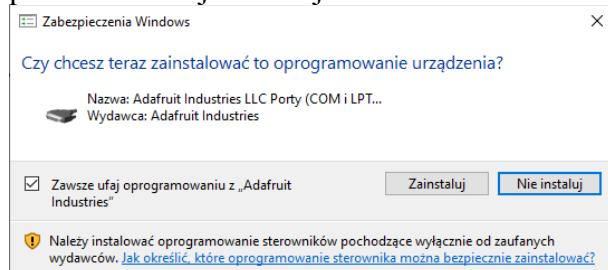 Zabezpieczenia Windows
Czy chcesz teraz zainstalować to oprogramowanie urządzenia?
Nazwa: Adafruit Industries LLC Porty (COM i LPT...
Wydawca: Adafruit Industries
Zawsze ufaj oprogramowaniu z „Adafruit
Industries”
Zainstaluj
Nie instaluj
Należy instalować oprogramowanie sterowników pochodzące wyłącznie od zaufanych
wydawców. Jak określić, które oprogramowanie sterownika można bezpiecznie zainstalować?